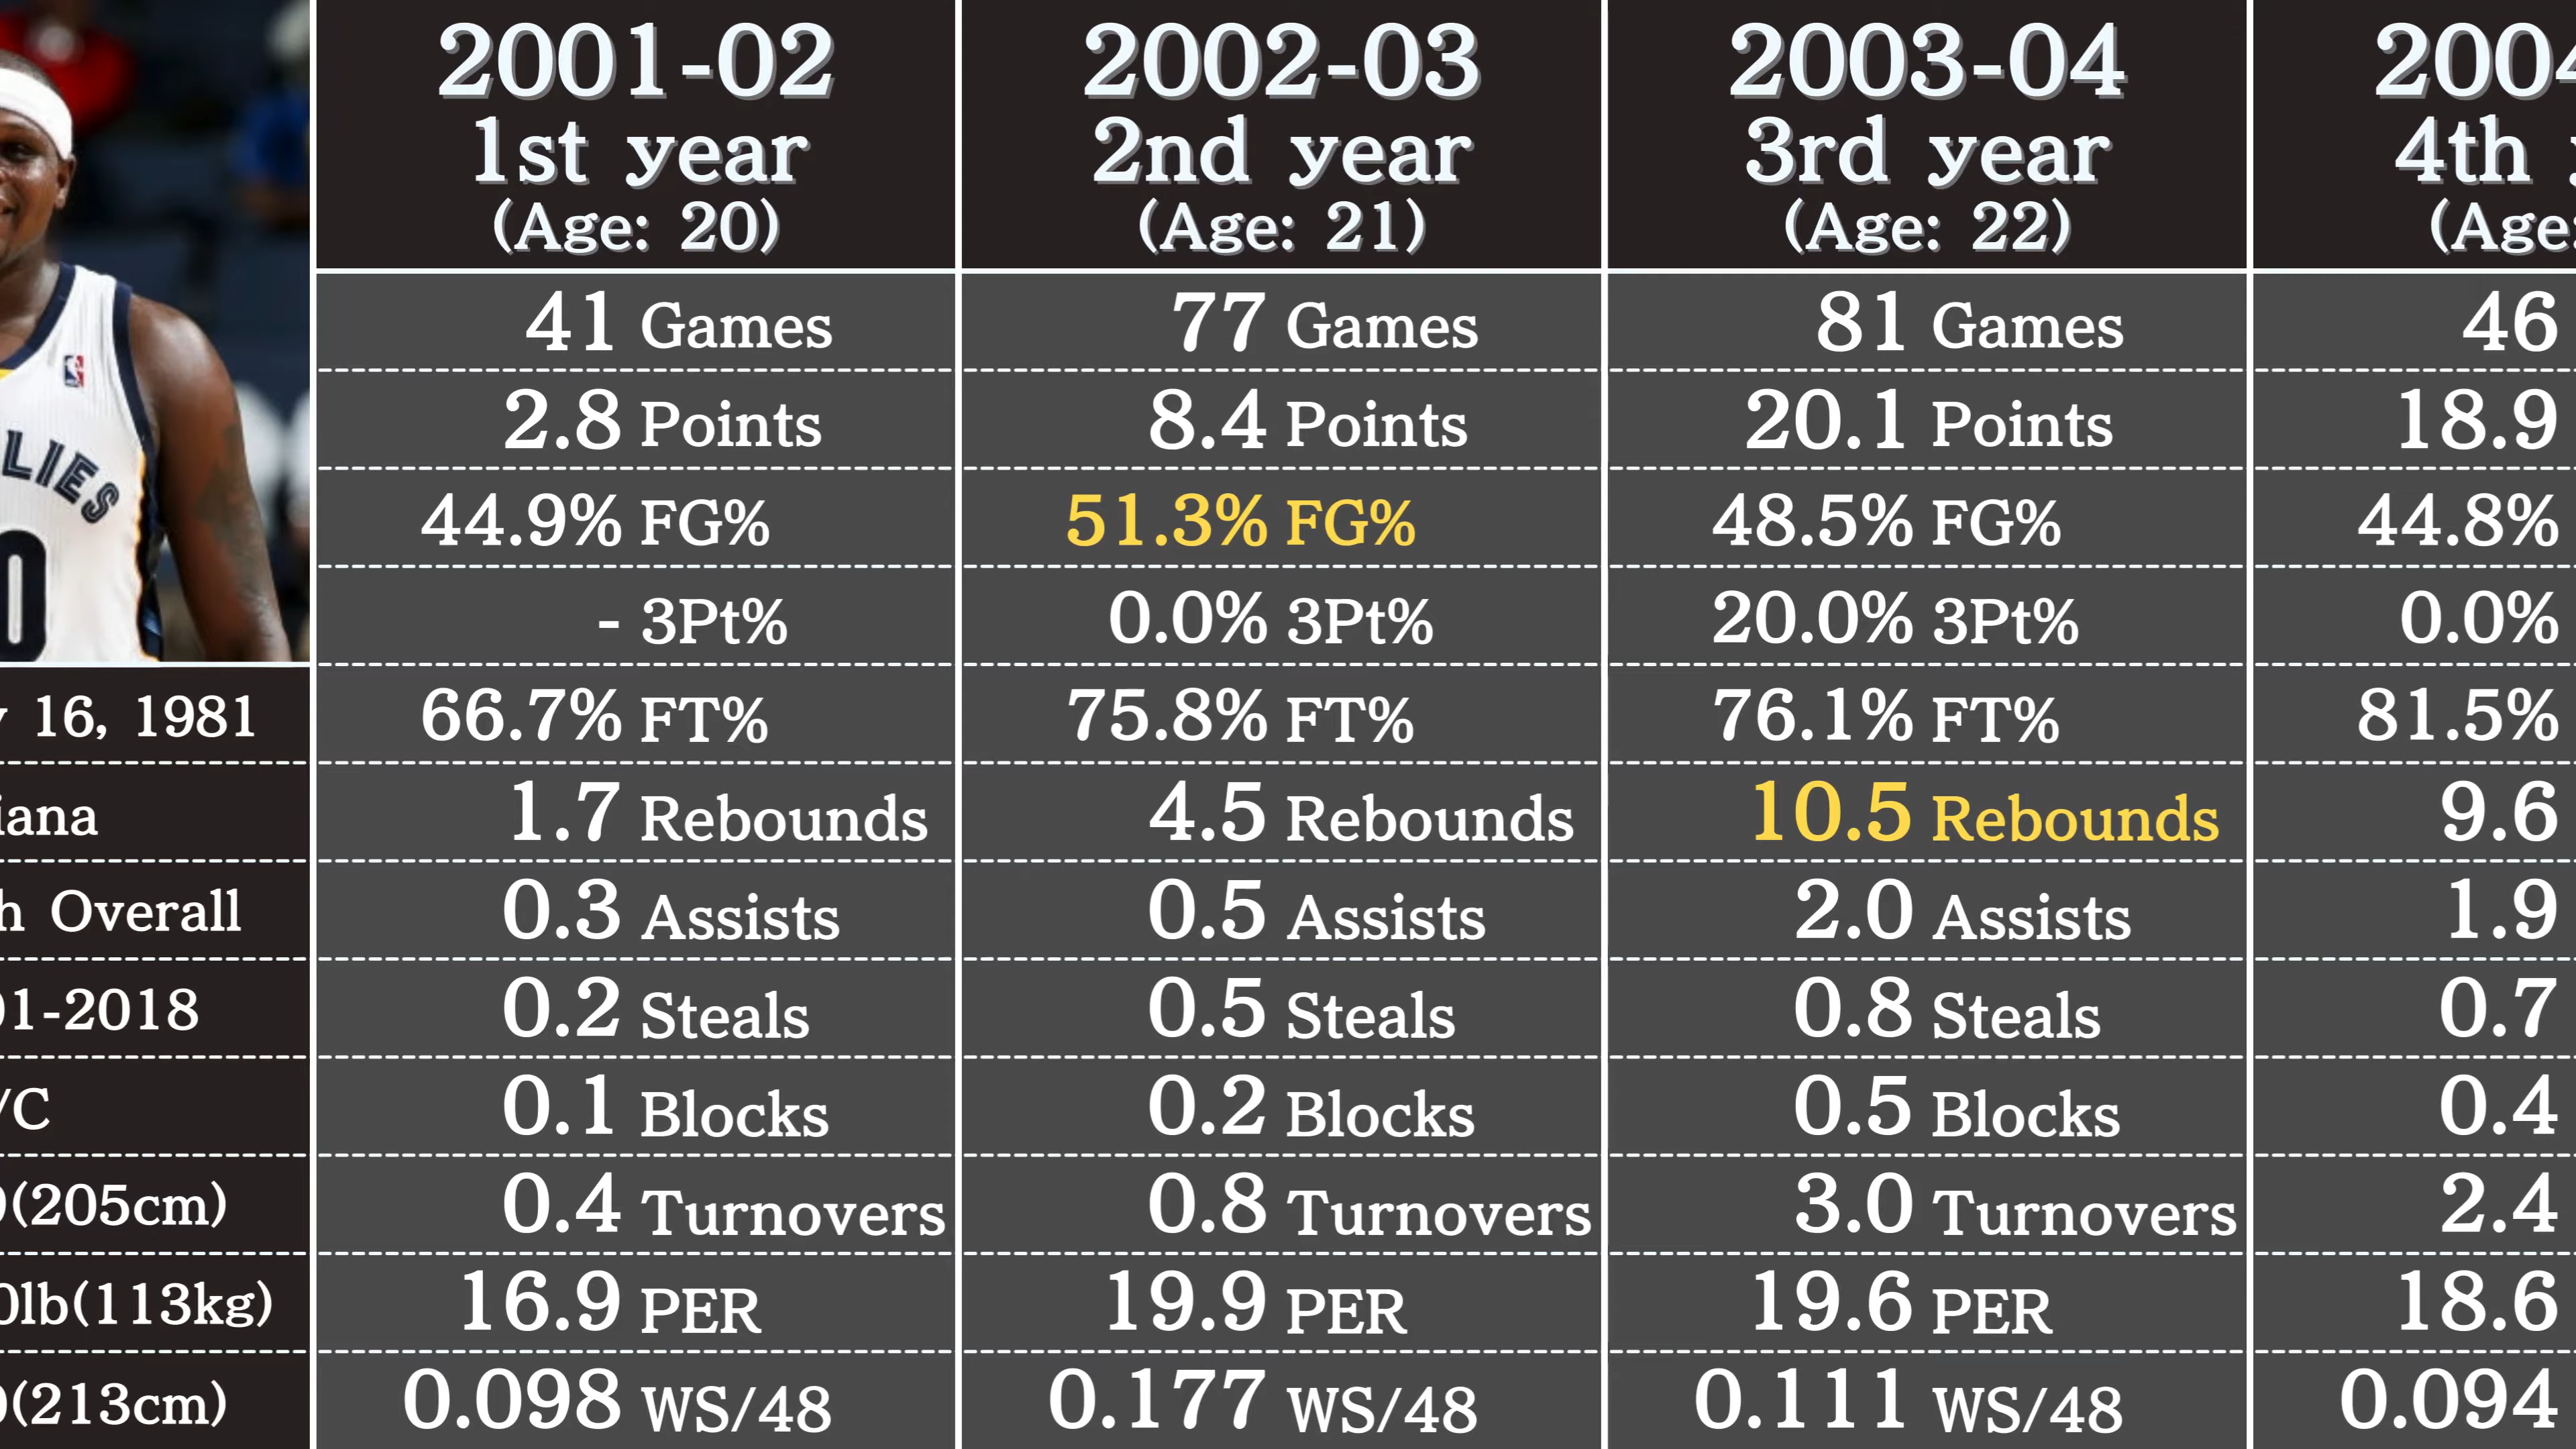 LIES
0
16, 1981
Overall
-2018
/C
(205cm)
lb(113kg)
(213cm)
2001-02
1st year
(Age: 20)
41 Games
2.8 Points
44.9% FG%
- 3Pt%
66.7% FT%
1.7 Rebounds
0.3 Assists
0.2 Steals
0.1 Blocks
0.4 Turnovers
16.9 PER
0.098 WS/48
2002-03
2nd year
(Age: 21)
77 Games
8.4 Points
51.3% FG%
0.0% 3Pt%
75.8% FT%
4.5 Rebounds
0.5 Assists
0.5 Steals
0.2 Blocks
0.8 Turnovers
19.9 PER
0.177 WS/48
2003-04
3rd year
(Age: 22)
81 Games
20.1 Points
48.5% FG%
20.0% 3Pt%
76.1% FT%
10.5 Rebounds
2.0 Assists
0.8 Steals
0.5 Blocks
3.0 Turnovers
19.6 PER
0.111 WS/48
200
4th
(Age:
46
18.9
44.8%
0.0%
81.5%
9.6
1.9
0.7
0.4
2.4
18.6
0.094